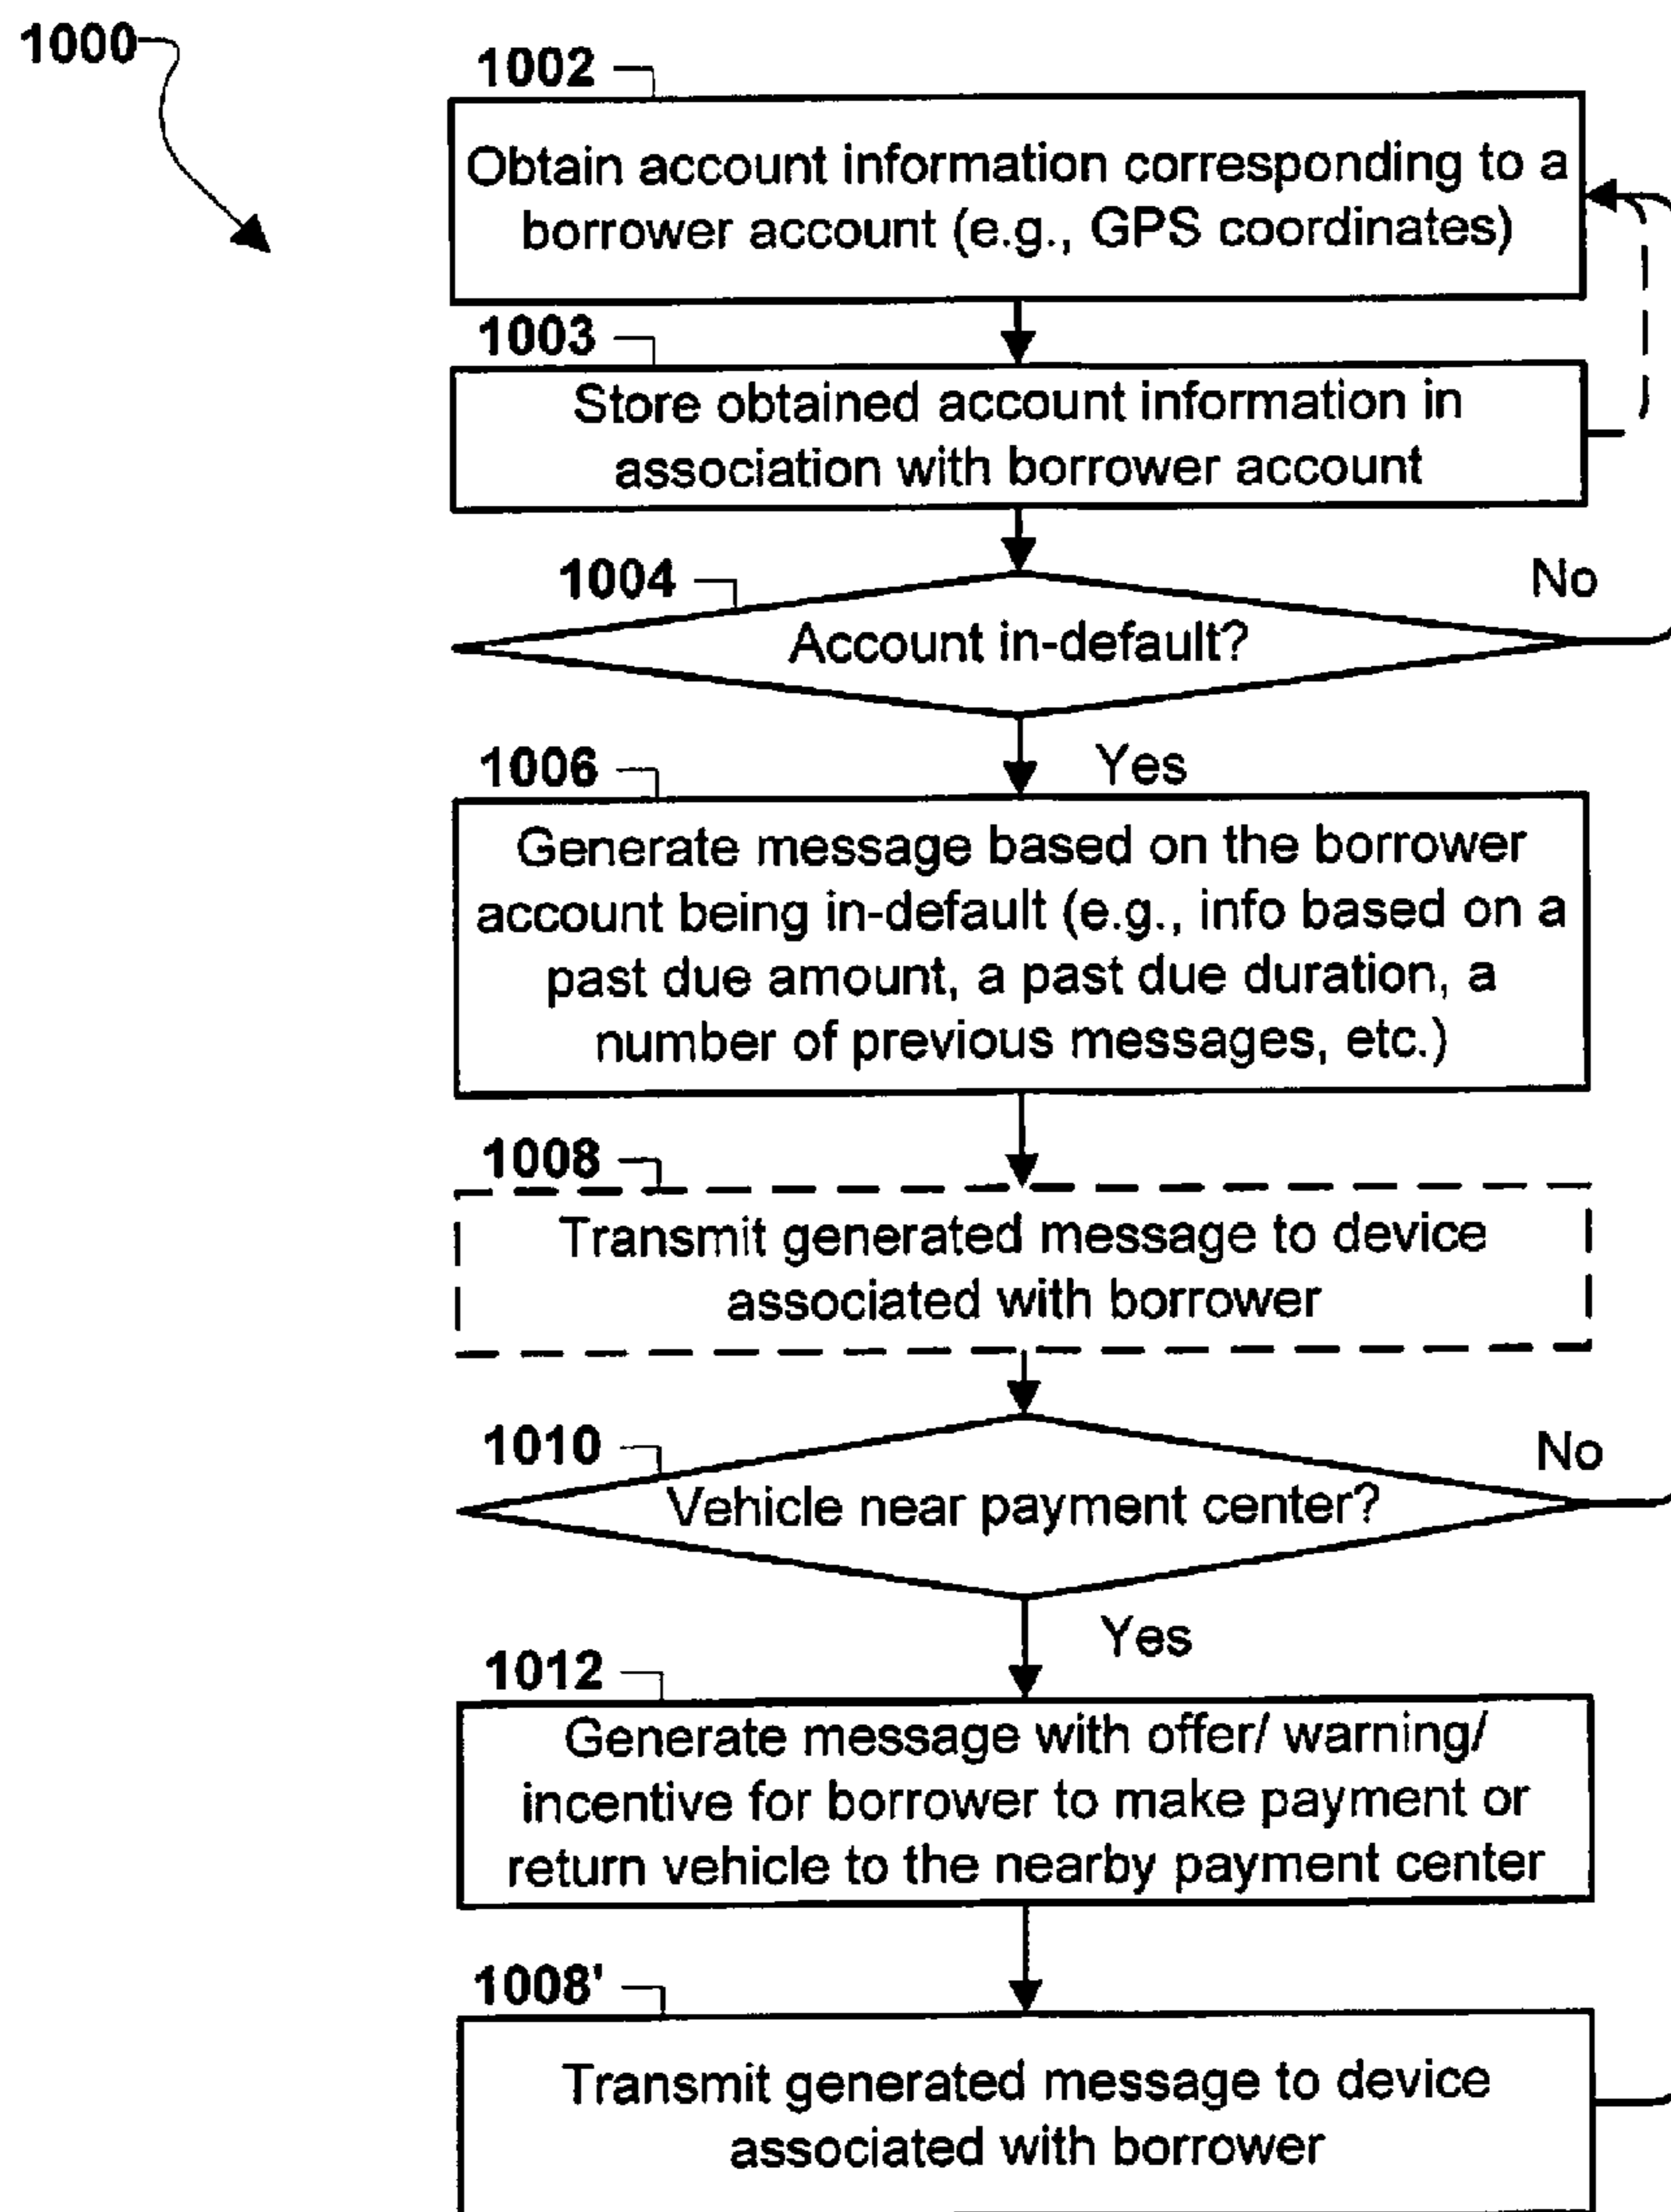 1000
1002
Obtain account information corresponding to a
borrower account (e.g., GPS coordinates)
1003
Store obtained account information in
association with borrower account
1004
No
Account in-default?
1006
Yes
Generate message based on the borrower
account being in-default (e.g., info based on a
past due amount, a past due duration, a
number of previous messages, etc.)
1008
Transmit generated message to device
associated with borrower
1010
No
Vehicle near payment center?
Yes
1012
Generate message with offer/ warning/
incentive for borrower to make payment or
return vehicle to the nearby payment center
1008'
Transmit generated message to device
associated with borrower